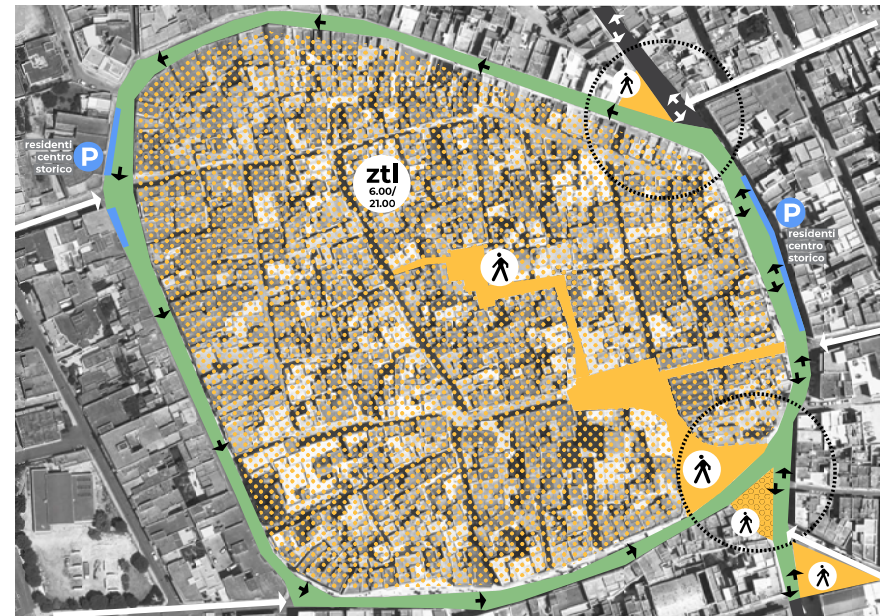 ztl
6.00/
21.00
P
residenti
centro
storico
P
residenti
centro
storico